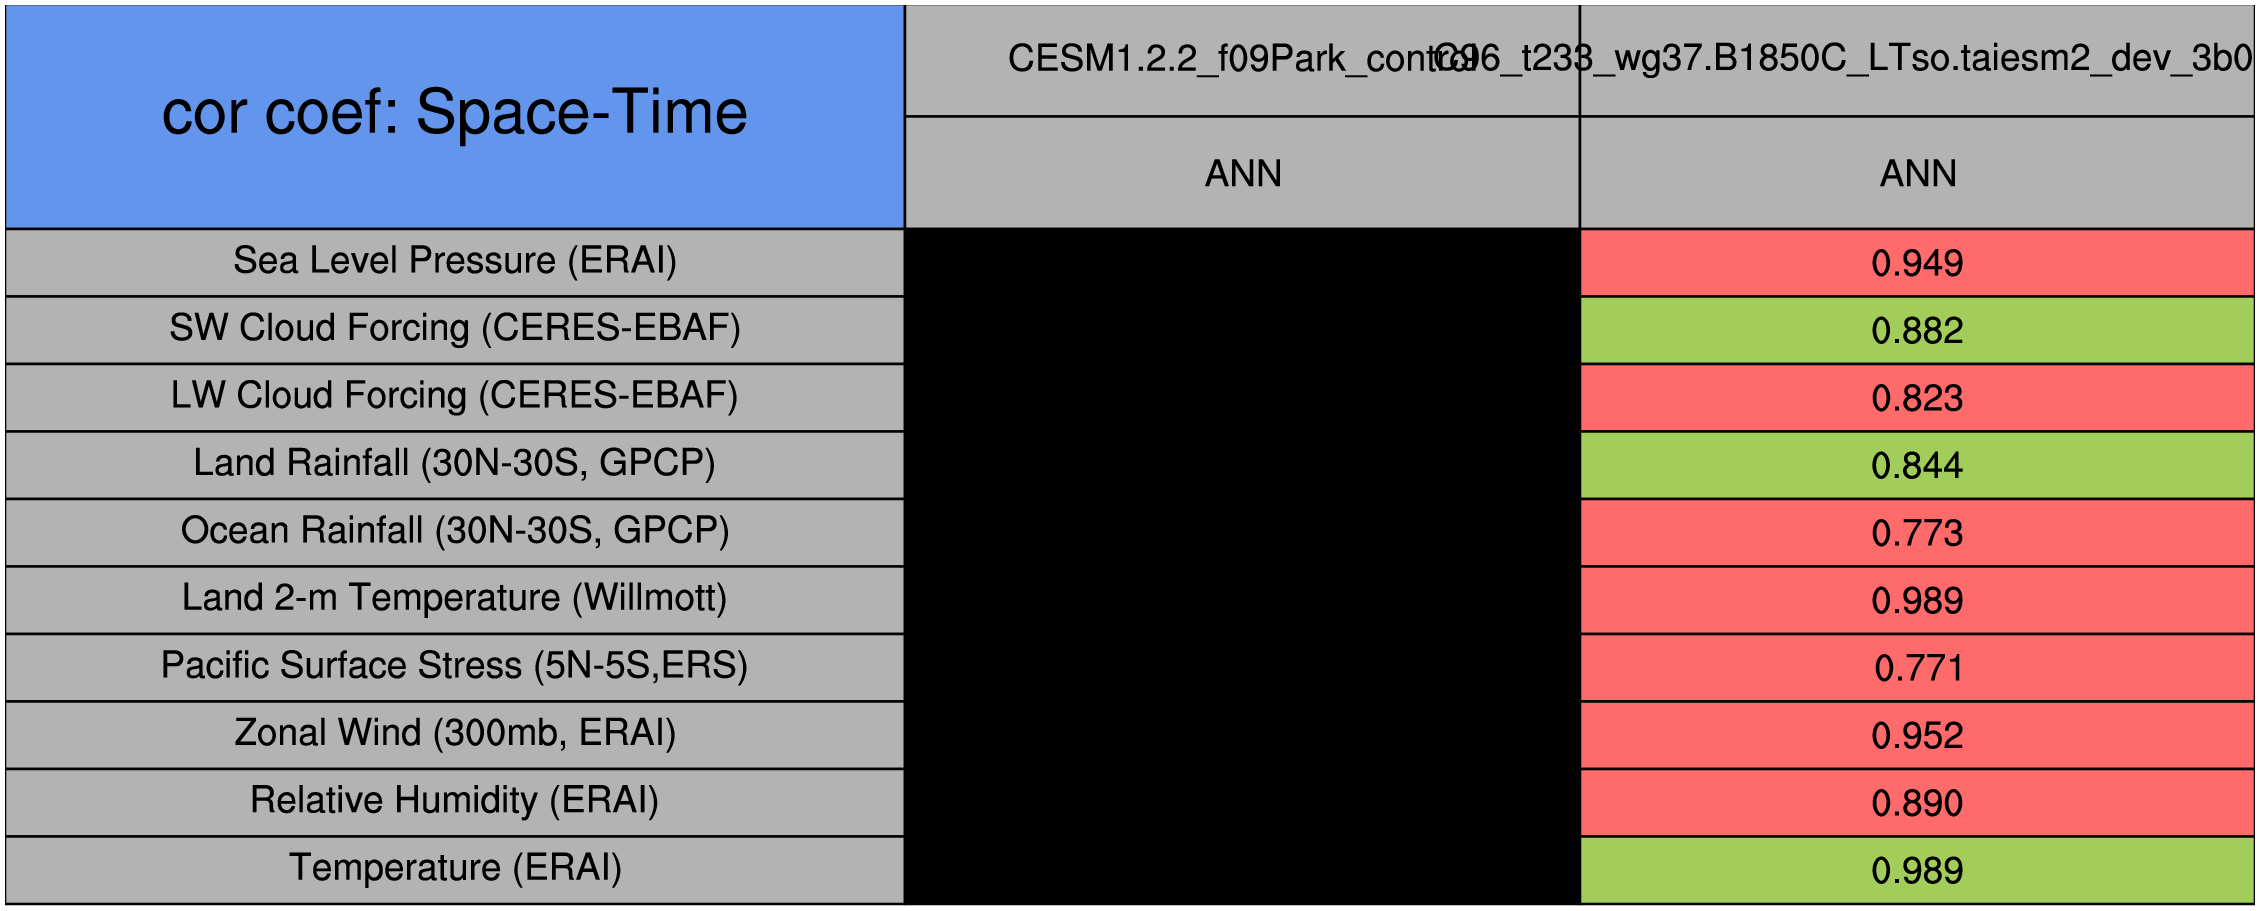 cor coef: Space-Time
CESM1.2.2_f09Park_control
C96_t233_wg37.B1850C_LTso.taiesm2_dev_3b0
ANN
ANN
Sea Level Pressure (ERAI)
0.949
SW Cloud Forcing (CERES-EBAF)
0.882
LW Cloud Forcing (CERES-EBAF)
0.823
Land Rainfall (30N-30S, GPCP)
0.844
Ocean Rainfall (30N-30S, GPCP)
0.773
Land 2-m Temperature (Willmott)
0.989
Pacific Surface Stress (5N-5S,ERS)
0.771
Zonal Wind (300mb, ERAI)
0.952
Relative Humidity (ERAI)
0.890
Temperature (ERAI)
0.989